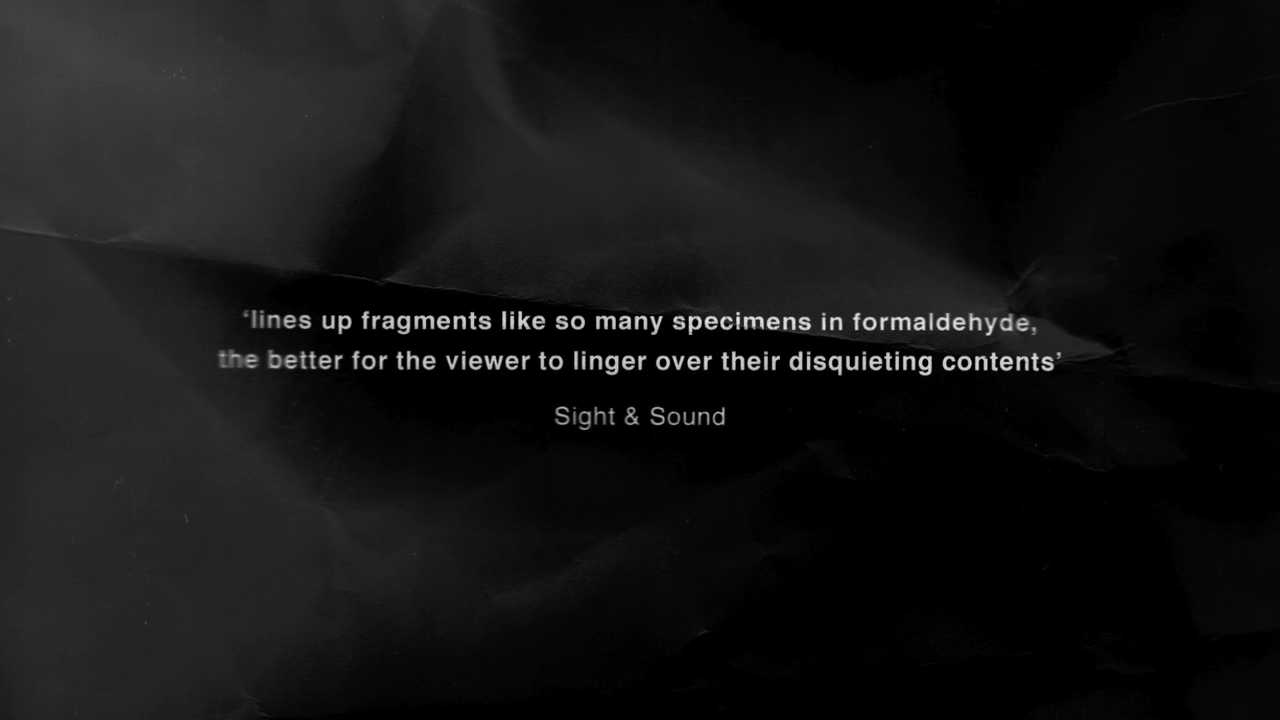 ‘lines up fragments like so many specimens in formaldehyde,
the better for the viewer to linger over their disquieting contents’
Sight & Sound